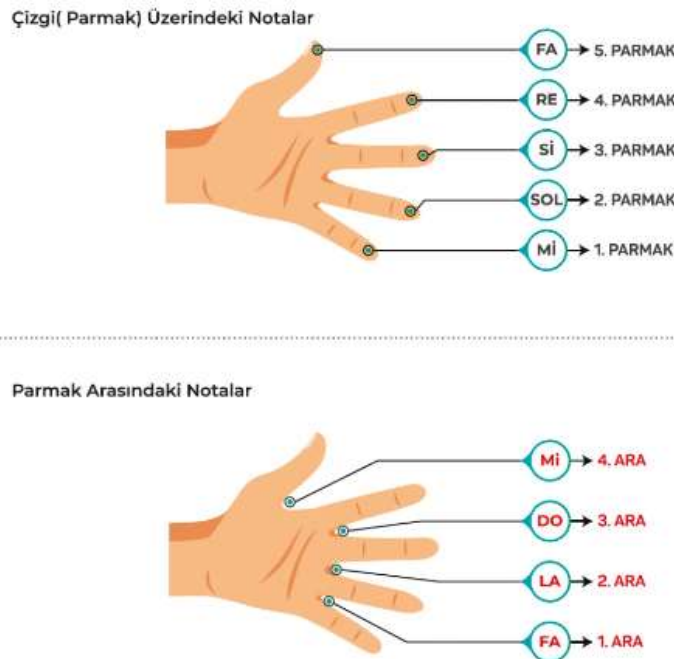 Çizgi( Parmak) Üzerindeki Notalar
FA 5. PARMAK
RE 4. PARMAK
Sİ 3. PARMAK
SOL 2. PARMAK
Mİ 1. PARMAK
Parmak Arasındaki Notalar
Mi 4. ARA
DO 3. ARA
LA 2. ARA
FA 1. ARA